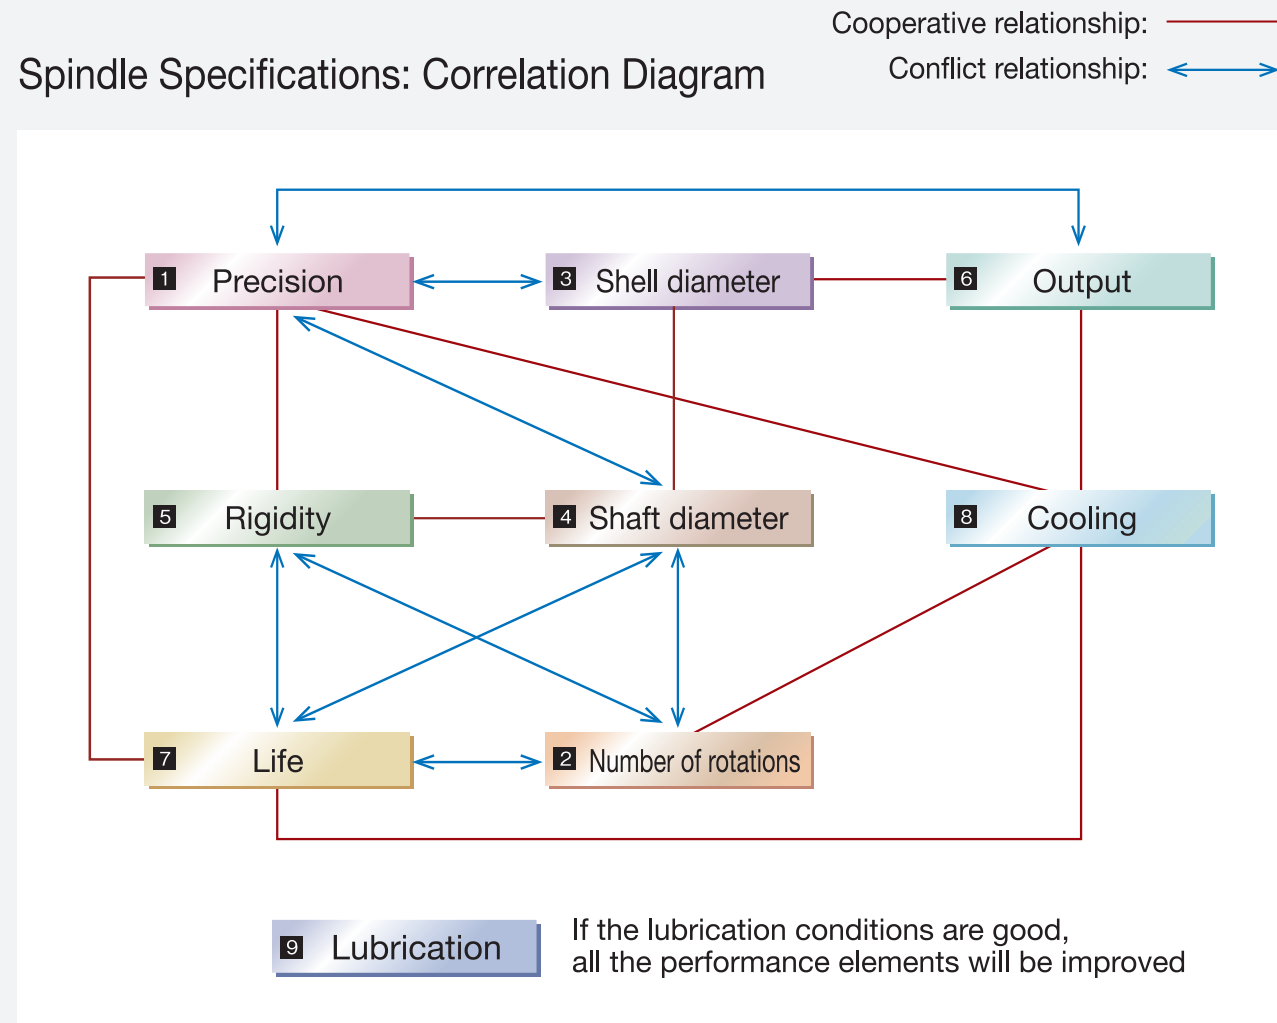 Cooperative relationship:
Spindle Specifications: Correlation Diagram
Conflict relationship:
1 Precision
3 Shell diameter
6 Output
5 Rigidity
4 Shaft diameter
8 Cooling
7 Life
2 Number of rotations
9 Lubrication
If the lubrication conditions are good,
all the performance elements will be improved